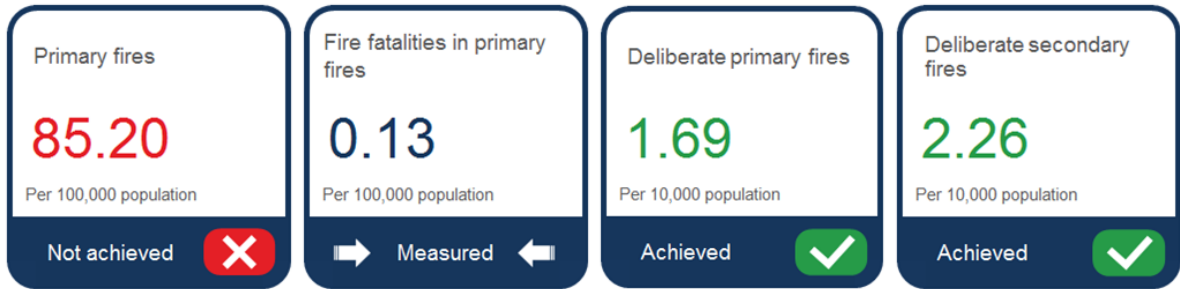 Primary fires
85.20
Per 100,000 population
Not achieved
Fire fatalities in primary
fires
0.13
Per 100,000 population
Measured
Deliberate primary fires
1.69
Per 10,000 population
Achieved
Deliberate secondary
fires
2.26
Per 10,000 population
Achieved